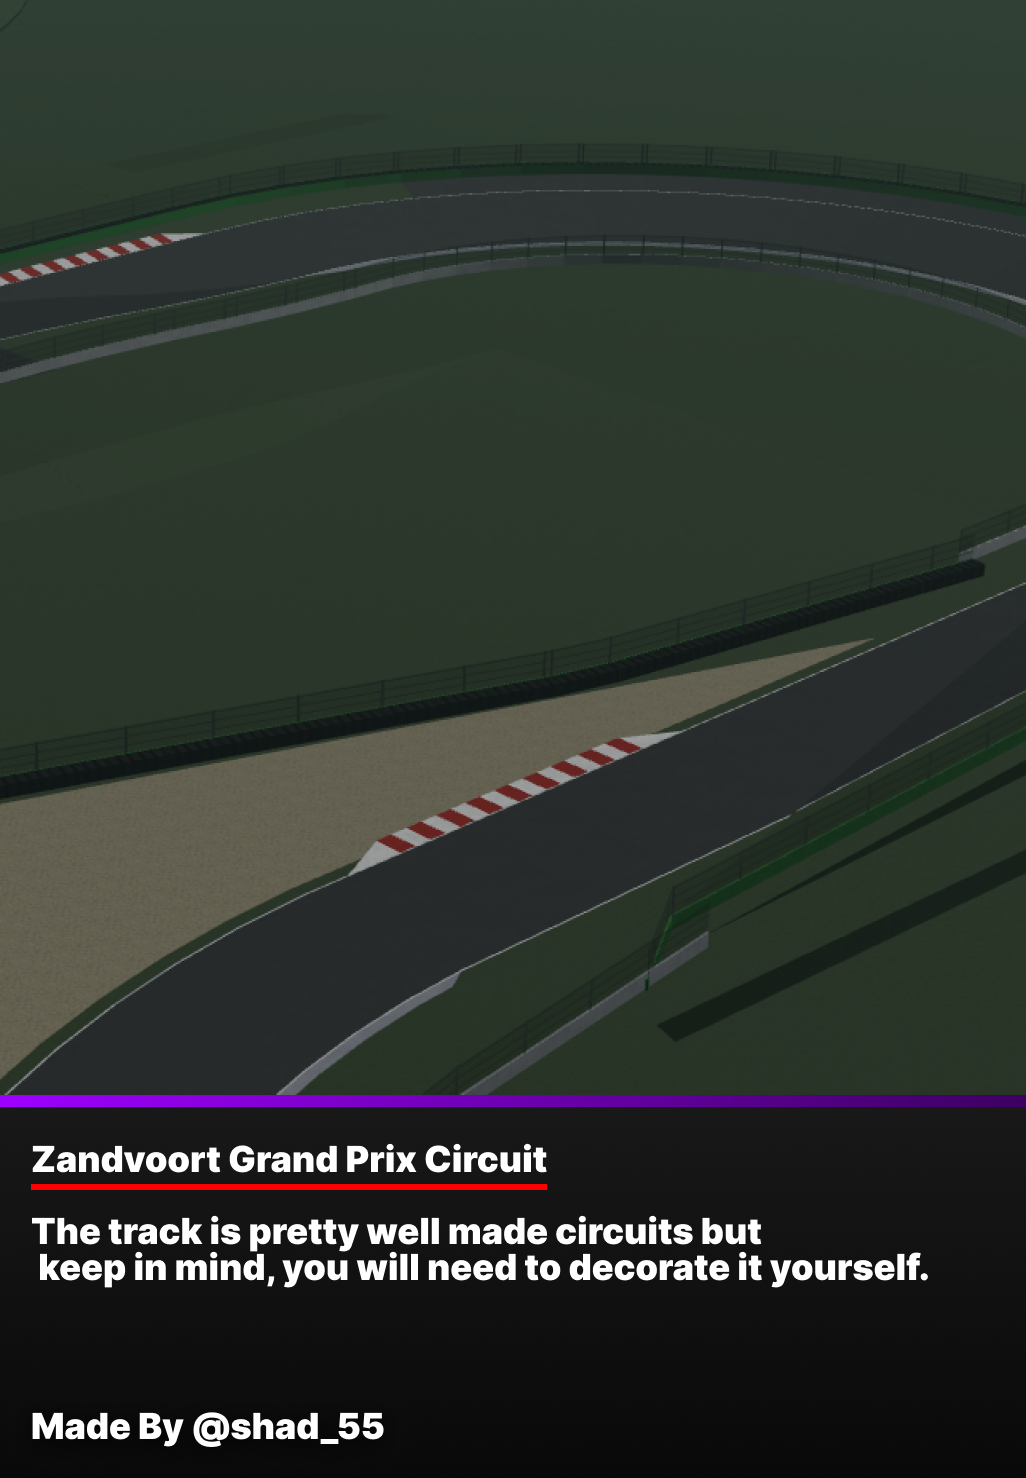 Zandvoort Grand Prix Circuit
The track is pretty well made circuits but
keep in mind, you will need to decorate it yourself.
Made By @shad_55